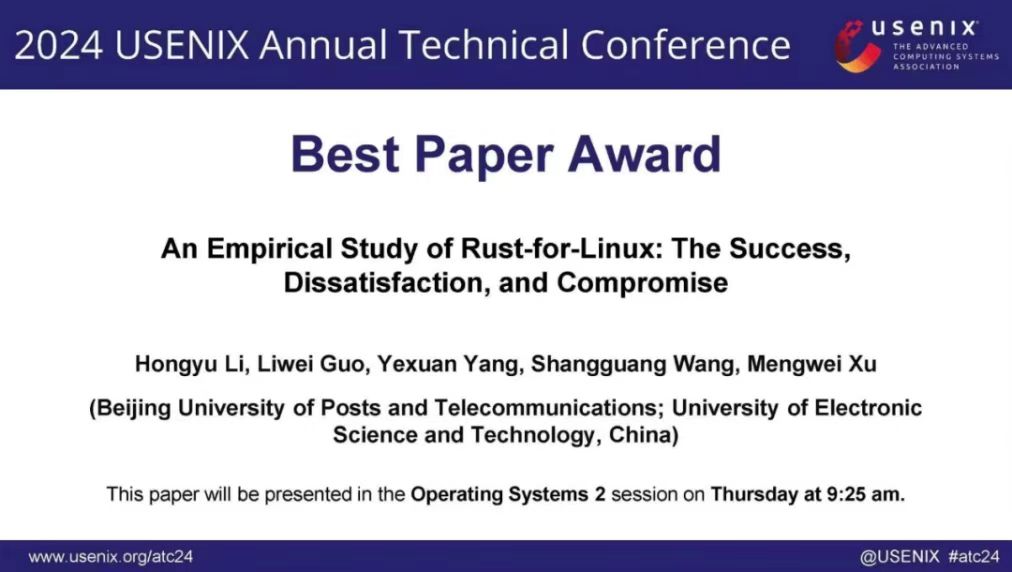 2024 USENIX Annual Technical Conference
usenix
THE ADVANCED
COMPUTING SYSTEMS
ASSOCIATION
Best Paper Award
An Empirical Study of Rust-for-Linux: The Success,
Dissatisfaction, and Compromise
Hongyu Li, Liwei Guo, Yexuan Yang, Shangguang Wang, Mengwei Xu
(Beijing University of Posts and Telecommunications; University of Electronic
Science and Technology, China)
This paper will be presented in the Operating Systems 2 session on Thursday at 9:25 am.
www.usenix.org/atc24
@USENIX #atc24